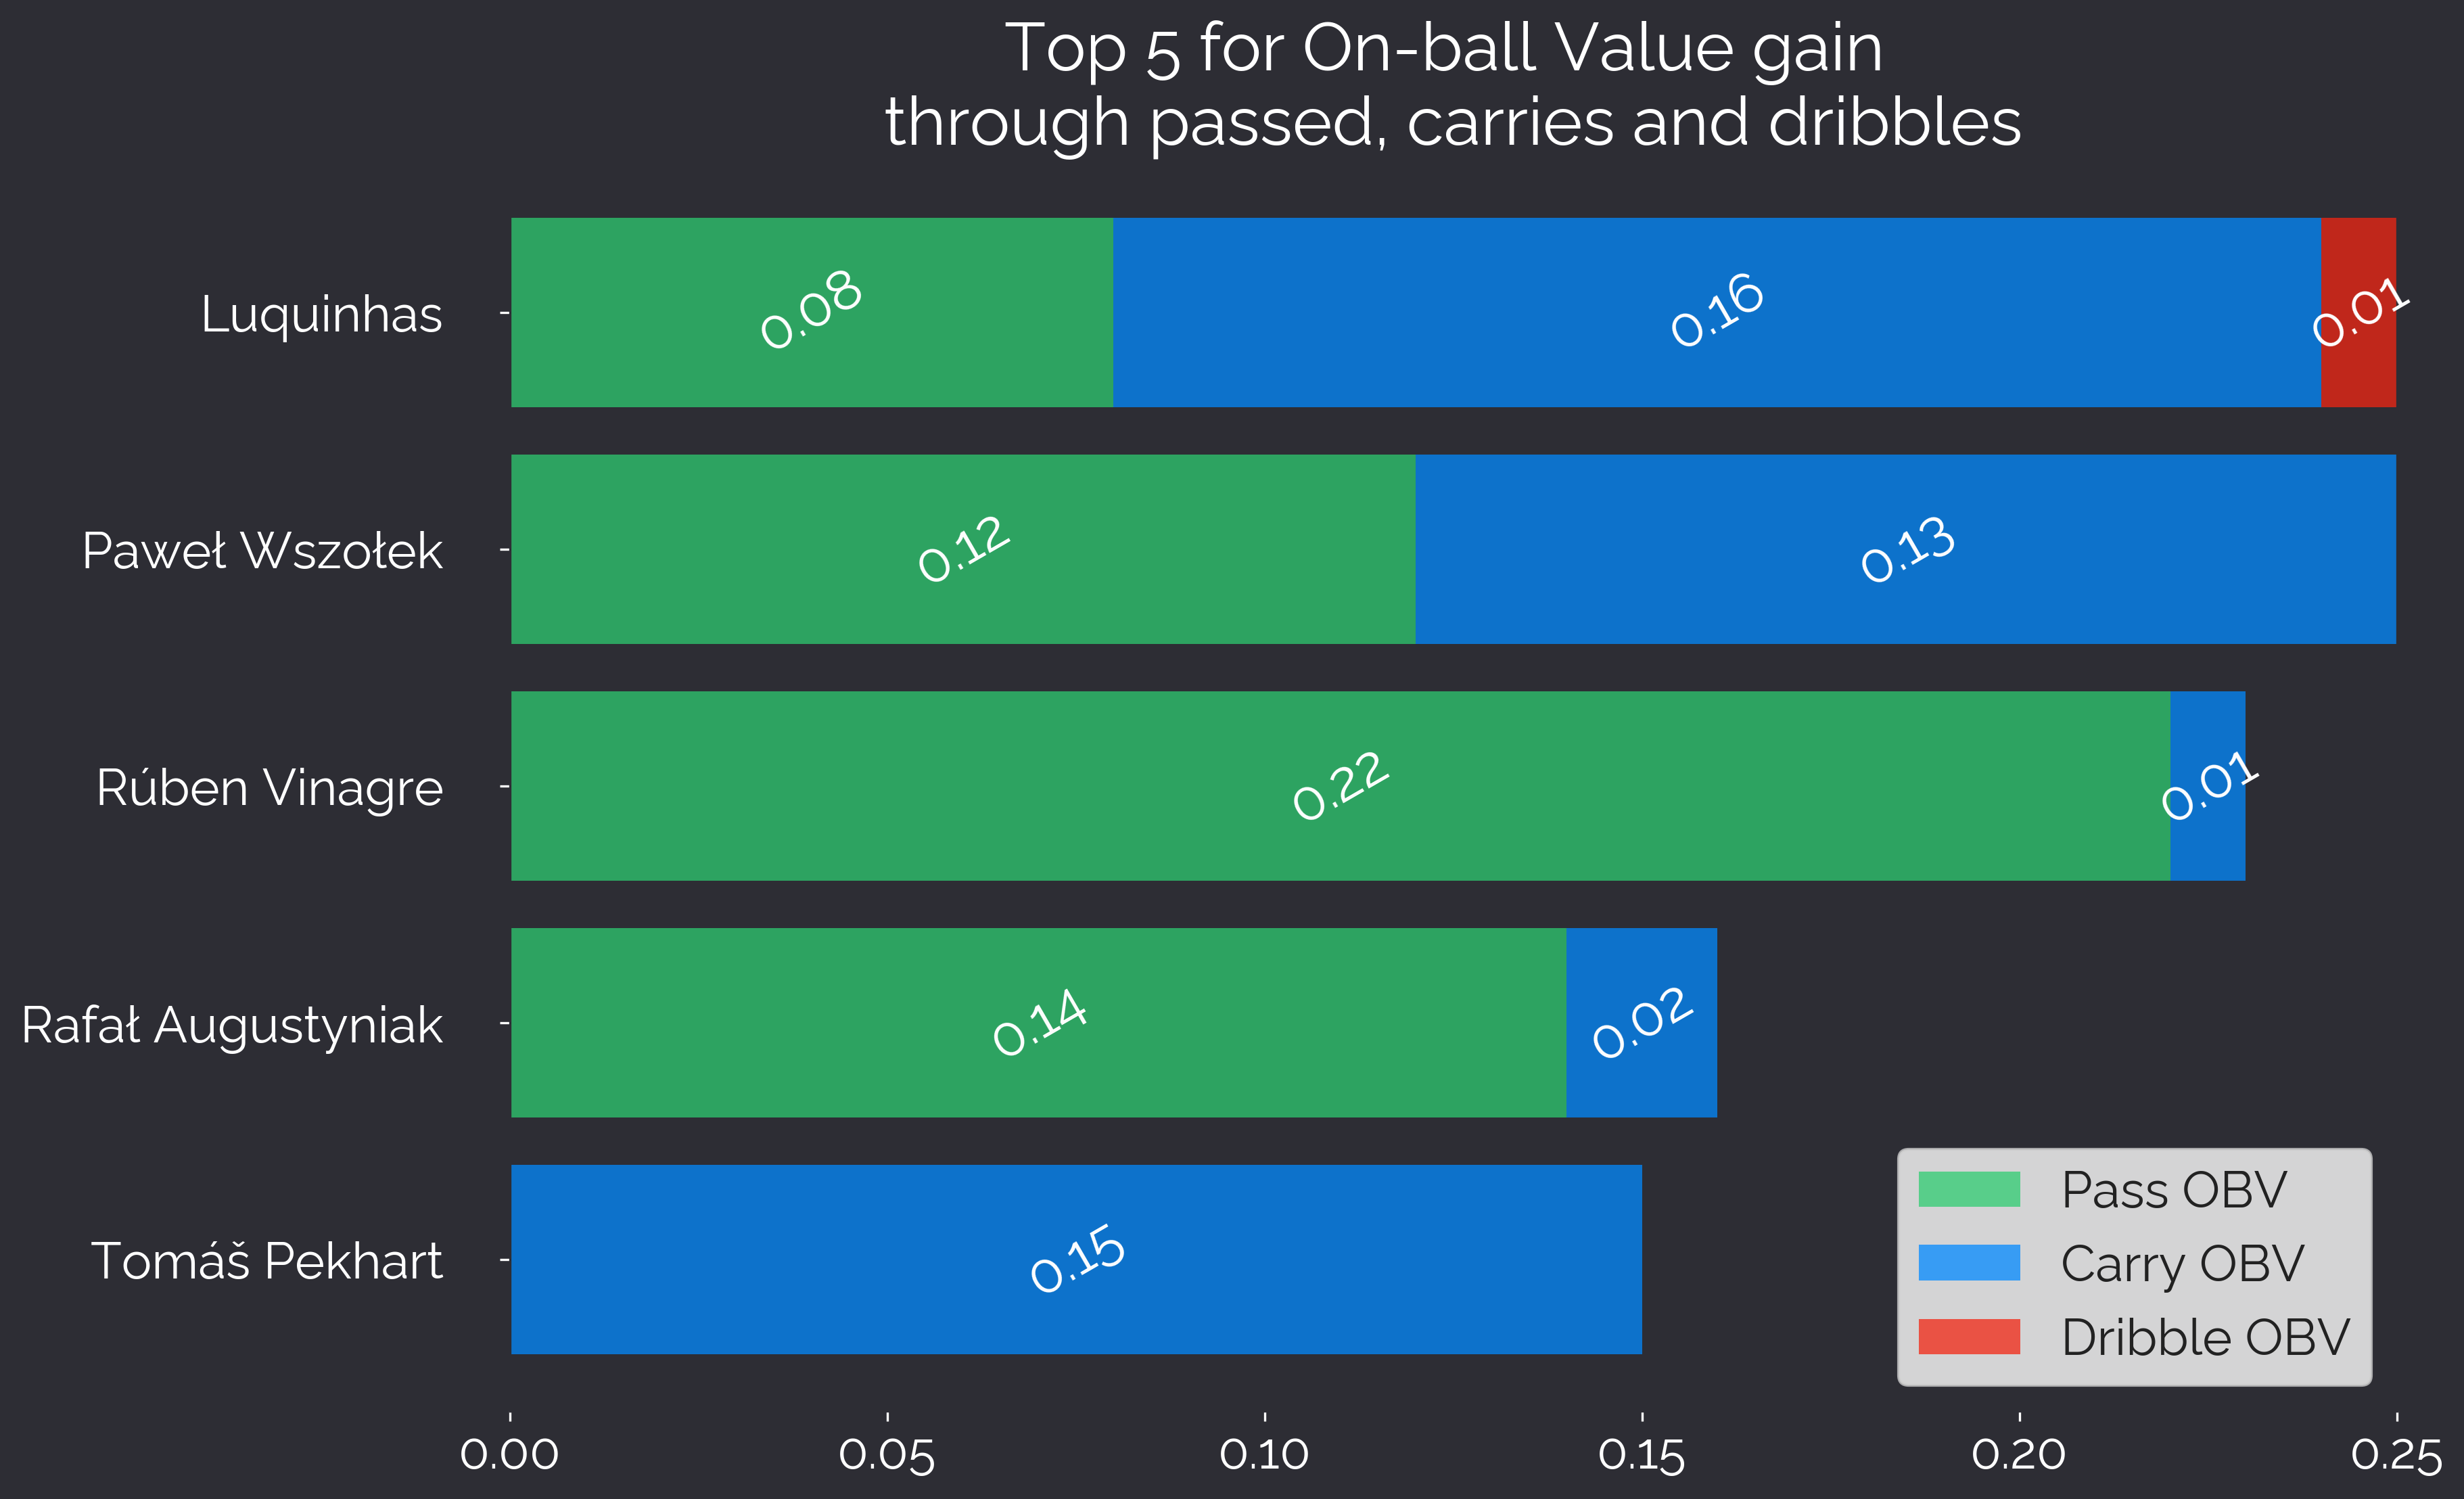 Top 5 for On-ball Value gain
through passed, carries and dribbles
Luquinhas
0.08
0.16
0.01
Paweł Wszołek
0.12
0.13
Rúben Vinagre
0.22
0.01
Rafał Augustyniak
0.14
0.02
Tomáš Pekhart
0.15
Pass OBV
Carry OBV
Dribble OBV
0.00
0.05
0.10
0.15
0.20
0.25